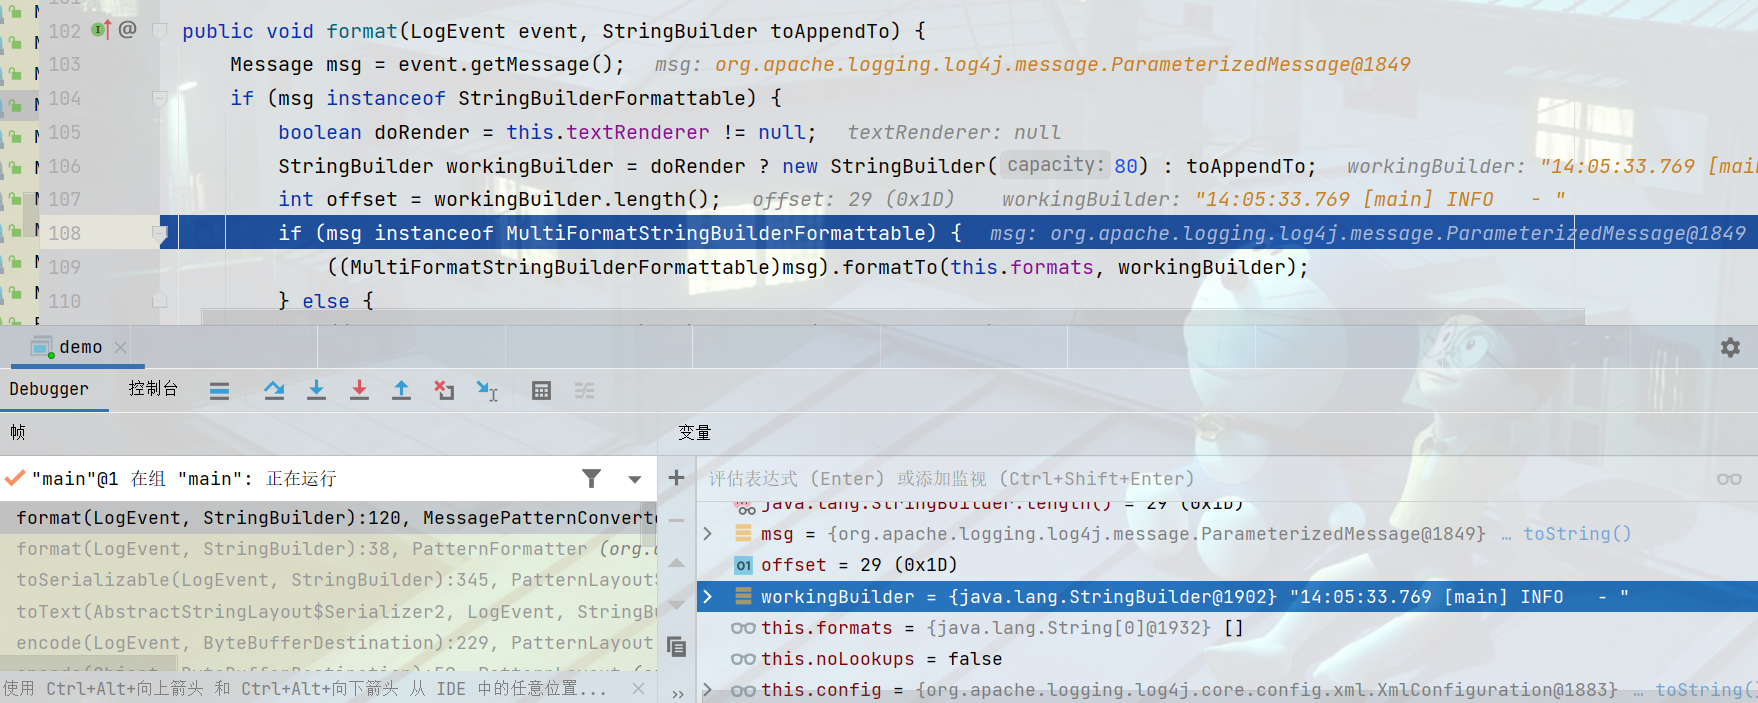 102 @ public void format(LogEvent event, StringBuilder toAppendTo) {
103 Message msg = event.getMessage(); msg: org.apache.logging.log4j.message.ParameterizedMessage@1849
104 if (msg instanceof StringBuilderFormattable) {
105 boolean doRender = this.textRenderer != null; textRenderer: null
106 StringBuilder workingBuilder = doRender ? new StringBuilder( capacity: 80) : toAppendTo; workingBuilder: "14:05:33.769 [mai
107 int offset = workingBuilder.length(); offset: 29 (0x1D) workingBuilder: "14:05:33.769 [main] INFO   - "
108 if (msg instanceof MultiFormatStringBuilderFormattable) { msg: org.apache.logging.log4j.message.ParameterizedMessage@1849
109 ((MultiFormatStringBuilderFormattable)msg).formatTo(this.formats, workingBuilder);
110 } else {
demo
Debugger 控制台
帧
变量
"main"@1 在组 "main": 正在运行
评估表达式 (Enter) 或添加监视 (Ctrl+Shift+Enter)
format(LogEvent, StringBuilder):120, MessagePatternConverte
format(LogEvent, StringBuilder):38, PatternFormatter (org.
toSerializable(LogEvent, StringBuilder):345, PatternLayout
toText(AbstractStringLayout$Serializer2, LogEvent, StringBu
encode(LogEvent, ByteBufferDestination):229, PatternLayout
encode(Object, ByteBufferDestination):59, PatternLayout
使用 Ctrl+Alt+向上箭头 和 Ctrl+Alt+向下箭头 从 IDE 中的任意位置...
java.lang.StringBuilder.length() = 29 (0x1D)
msg = {org.apache.logging.log4j.message.ParameterizedMessage@1849} … toString()
01 offset = 29 (0x1D)
workingBuilder = {java.lang.StringBuilder@1902} "14:05:33.769 [main] INFO   - "
this.formats = {java.lang.String[0]@1932} []
this.noLookups = false
this.config = {org.apache.logging.log4j.core.config.xml.XmlConfiguration@1883} … toString()